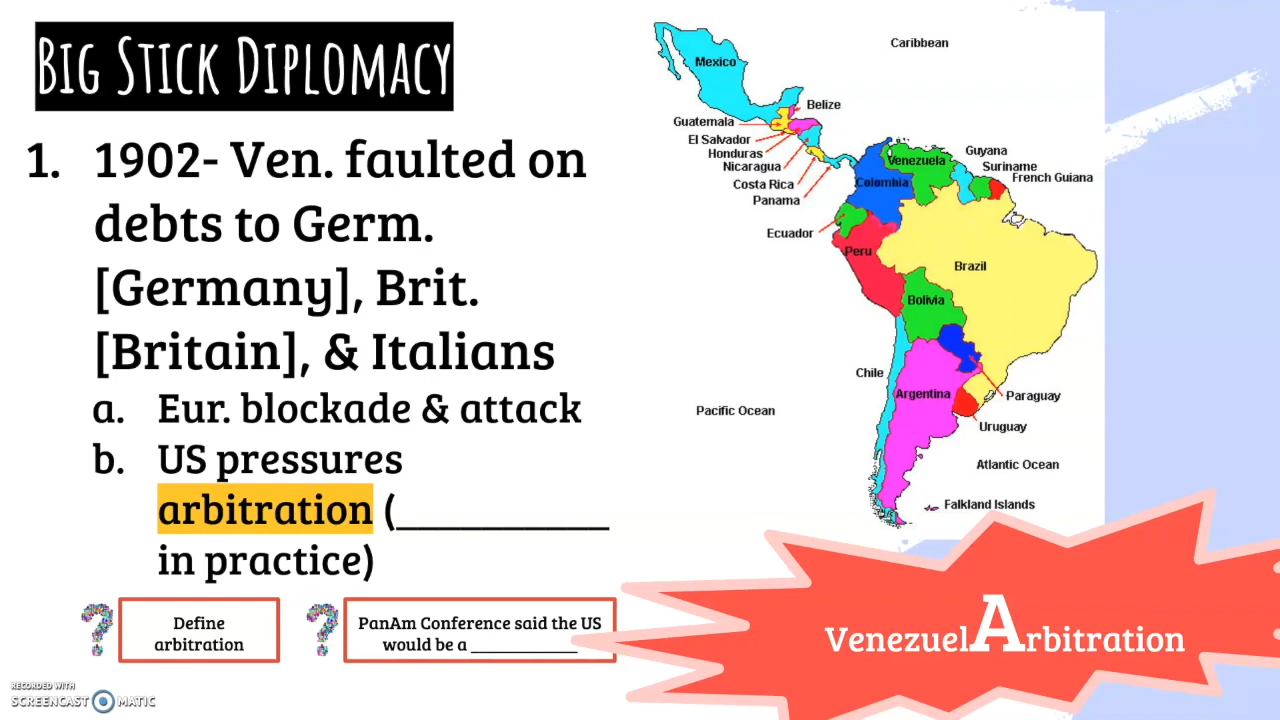 BIG STICK DIPLOMACY
1. 1902- Ven. faulted on
debts to Germ.
[Germany], Brit.
[Britain], & Italians
a. Eur. blockade & attack
b. US pressures
arbitration (__________
in practice)
?
Define
arbitration
?
PanAm Conference said the US
would be a __________
RECORDED WITH
SCREENCAST MATIC
Caribbean
Mexico
Belize
Guatemala
El Salvador
Honduras
Nicaragua
Costa Rica
Panama
Venezuela
Guyana
Suriname
French Guiana
Colombia
Ecuador
Peru
Brazil
Bolivia
Chile
Paraguay
Argentina
Pacific Ocean
Uruguay
Atlantic Ocean
Falkland Islands
VenezuelArbitration